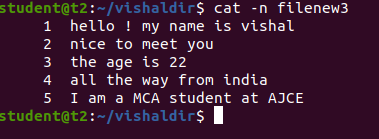 student@t2:~/vishaldir$ cat -n filenew3
     1  hello ! my name is vishal
     2  nice to meet you
     3  the age is 22
     4  all the way from india
     5  I am a MCA student at AJCE
student@t2:~/vishaldir$